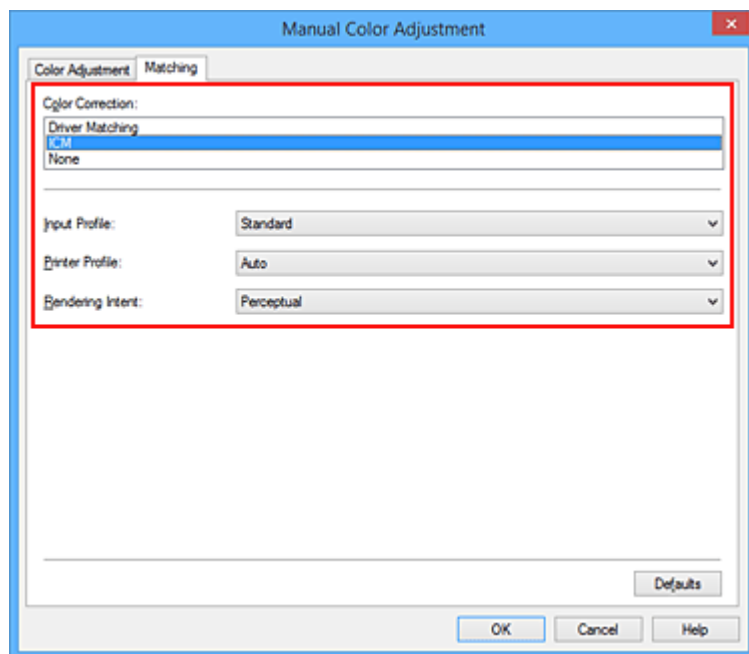 Manual Color Adjustment
Color Adjustment Matching
Color Correction:
Driver Matching
ICM
None
Input Profile: Standard
Printer Profile: Auto
Rendering Intent: Perceptual
Defaults
OK Cancel Help